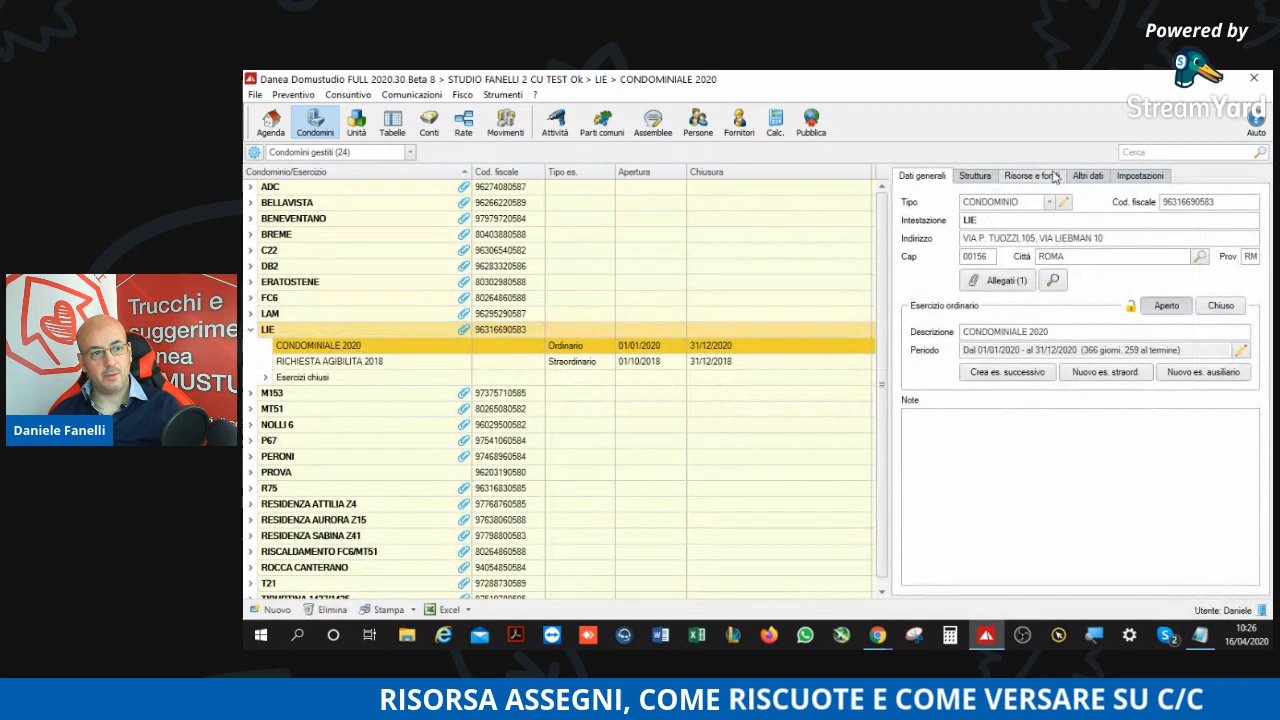 Powered by
StreamYard
Danea Domustudio FULL 2020.30 Beta 8 > STUDIO FANELLI 2 CU TEST Ok > LIE > CONDOMINIALE 2020
File Preventivo Consuntivo Comunicazioni Fisco Strumenti ?
Agenda Condomini Unità Tabelle Conti Rate Movimenti Attività Parti comuni Assemblee Persone Fornitori Calc. Pubblica Aiuto
Condomini gestiti (24) Cerca
Condominio/Esercizio Cod. fiscale Tipo es. Apertura Chiusura
ADC 96274080587
BELLAVISTA 96266220589
BENEVENTANO 97979720584
BREME 80403880588
C22 96306540582
DB2 96283320586
ERATOSTENE 80302980588
FC6 80264860588
LAM 96295290587
LIE 96316690583
CONDOMINIALE 2020 Ordinario 01/01/2020 31/12/2020
RICHIESTA AGIBILITA 2018 Straordinario 01/10/2018 31/12/2018
Esercizi chiusi
M153 97375710585
MT51 80265080582
NOLLI 6 96029500582
P67 97541060584
PERONI 97468960584
PROVA 96203190580
R75 96316830585
RESIDENZA ATTILIA Z4 97768760585
RESIDENZA AURORA Z15 97638060588
RESIDENZA SABINA Z41 97798800583
RISCALDAMENTO FC6/MT51 80264860588
ROCCA CANTERANO 94054850584
T21 97288730589
Dati generali Struttura Risorse e Altri dati Impostazioni
Tipo CONDOMINIO Cod. fiscale 96316690583
Intestazione LIE
Indirizzo VIA P. TUOZZI,105, VIA LIEBMAN 10
Cap 00156 Città ROMA Prov RM
Allegati (1)
Esercizio ordinario Aperto Chiuso
Descrizione CONDOMINIALE 2020
Periodo Dal 01/01/2020 - al 31/12/2020 (366 giorni. 259 al termine)
Crea es. successivo Nuovo es. straord. Nuovo es. ausiliario
Note
Nuovo Elimina Stampa Excel Utente: Daniele
10:26
16/04/2020
Trucchi e
suggerime
nea
MUSTU
Daniele Fanelli
RISORSA ASSEGNI, COME RISCUOTE E COME VERSARE SU C/C